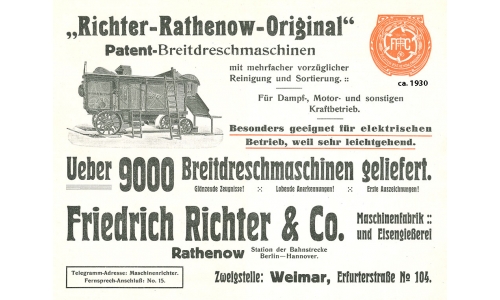 „Richter-Rathenow-Original“
Patent-Breitdreschmaschinen
FRC
ca. 1930
mit mehrfacher vorzüglicher
Reinigung und Sortierung. ::
Für Dampf-, Motor- und sonstigen
Kraftbetrieb.
Besonders geeignet für elektrischen
Betrieb, weil sehr leichtgehend.
Ueber 9000 Breitdreschmaschinen geliefert.
Glänzende Zeugnisse! :: Lobende Anerkennungen! :: Erste Auszeichnungen!
Friedrich Richter & Co.
Maschinenfabrik ::
und Eisengießerei
Rathenow
Station der Bahnstrecke
Berlin—Hannover.
Telegramm-Adresse: Maschinenrichter.
Fernsprech-Anschluß: No. 15.
Zweigstelle: Weimar, Erfurterstraße No 104.